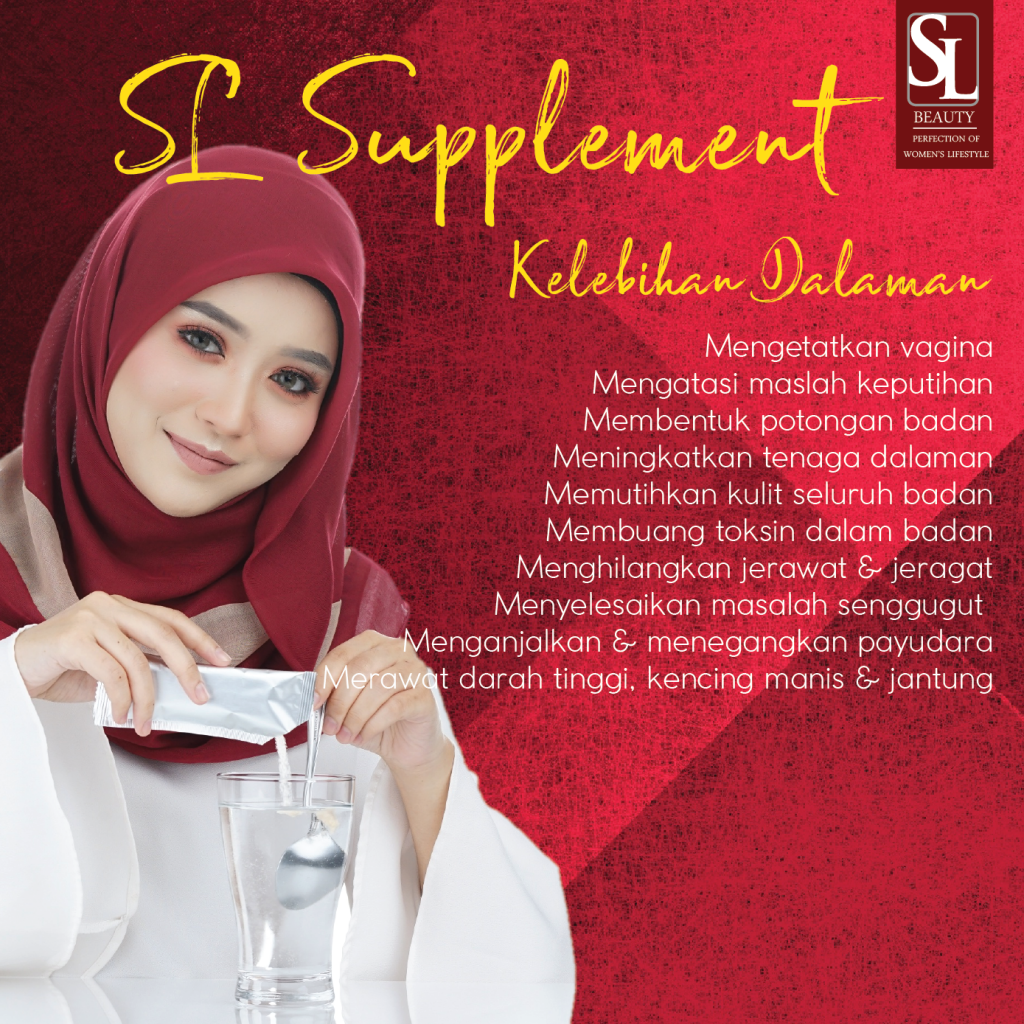 SL Supplement
SL
BEAUTY
PERFECTION OF
WOMEN'S LIFESTYLE
Kelebihan Dalaman
Mengetatkan vagina
Mengatasi maslah keputihan
Membentuk potongan badan
Meningkatkan tenaga dalaman
Memutihkan kulit seluruh badan
Membuang toksin dalam badan
Menghilangkan jerawat & jeragat
Menyelesaikan masalah senggugut
Menganjalkan & menegangkan payudara
Merawat darah tinggi, kencing manis & jantung